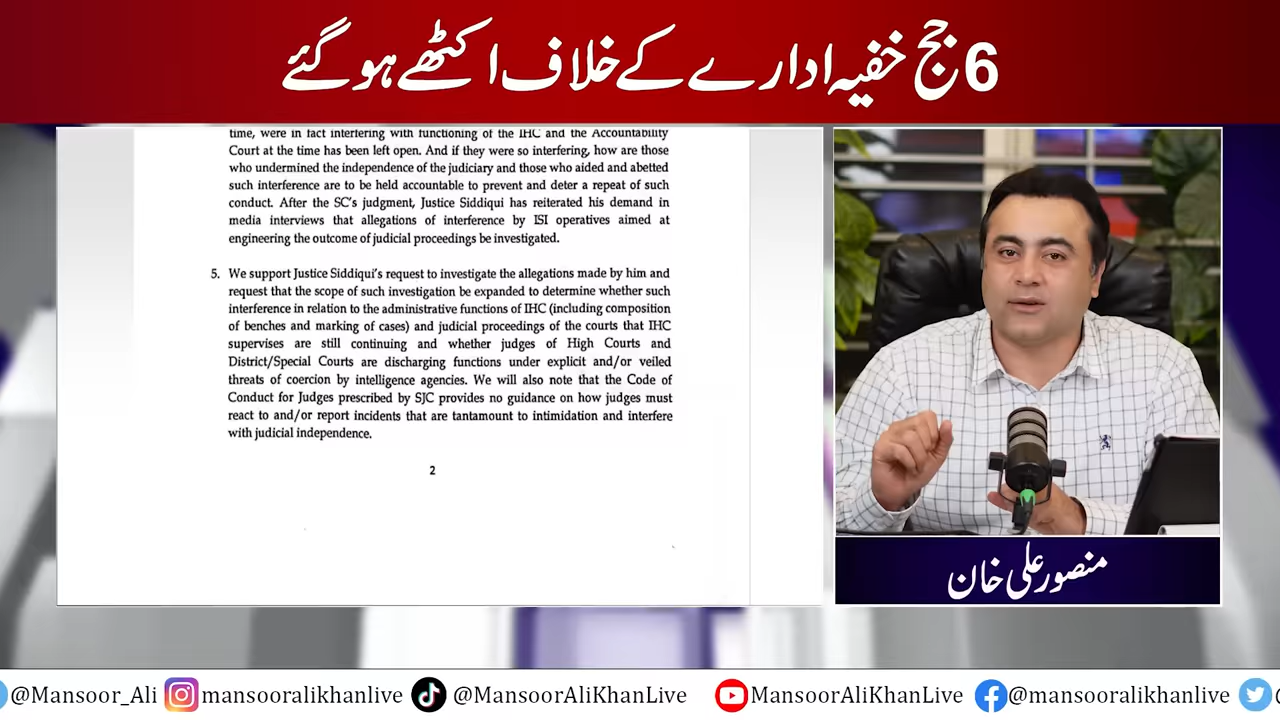 6 جج خفیہ ادارے کے خلاف اکٹھے ہو گئے
time, were in fact interfering with functioning of the IHC and the Accountability
Court at the time has been left open. And if they were so interfering, how are those
who undermined the independence of the judiciary and those who aided and abetted
such interference are to be held accountable to prevent and deter a repeat of such
conduct. After the SC's judgment, Justice Siddiqui has reiterated his demand in
media interviews that allegations of interference by ISI operatives aimed at
engineering the outcome of judicial proceedings be investigated.
5. We support Justice Siddiqui's request to investigate the allegations made by him and
request that the scope of such investigation be expanded to determine whether such
interference in relation to the administrative functions of IHC (including composition
of benches and marking of cases) and judicial proceedings of the courts that IHC
supervises are still continuing and whether judges of High Courts and
District/Special Courts are discharging functions under explicit and/or veiled
threats of coercion by intelligence agencies. We will also note that the Code of
Conduct for Judges prescribed by SJC provides no guidance on how judges must
react to and/or report incidents that are tantamount to intimidation and interfere
with judicial independence.
2
منصور علی خان
@Mansoor_Ali mansooralikhanlive @MansoorAliKhanLive MansoorAliKhanLive @mansooralikhanlive @